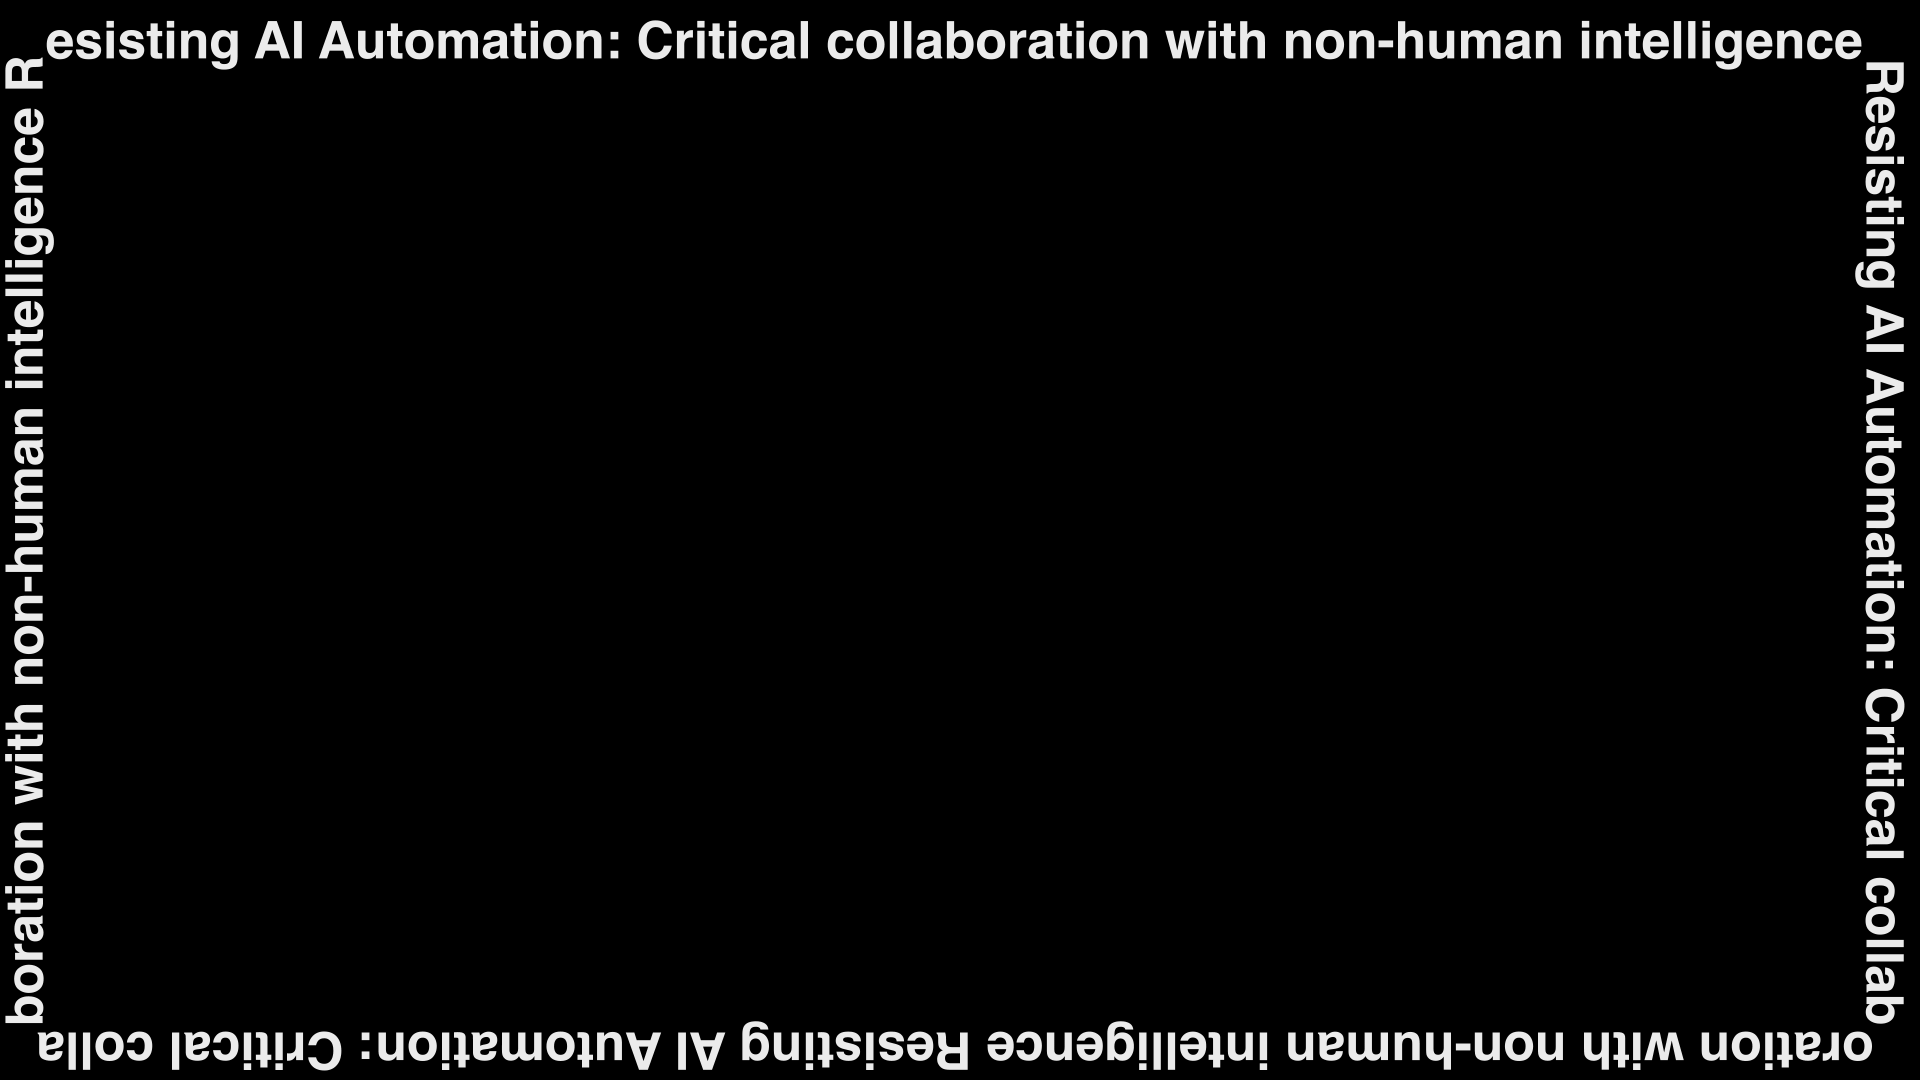 esisting AI Automation: Critical collaboration with non-human intelligence
Resisting AI Automation: Critical collab
oration with non-human intelligence Resisting AI Automation: Critical colla
boration with non-human intelligence R